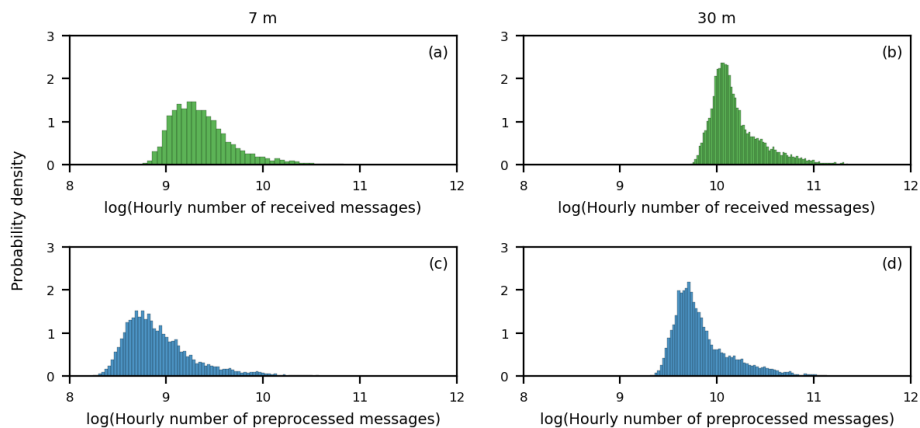 7 m
30 m
Probability density
3
2
1
0
(a)
8 9 10 11 12
log(Hourly number of received messages)
3
2
1
0
(b)
8 9 10 11 12
log(Hourly number of received messages)
3
2
1
0
(c)
8 9 10 11 12
log(Hourly number of preprocessed messages)
3
2
1
0
(d)
8 9 10 11 12
log(Hourly number of preprocessed messages)